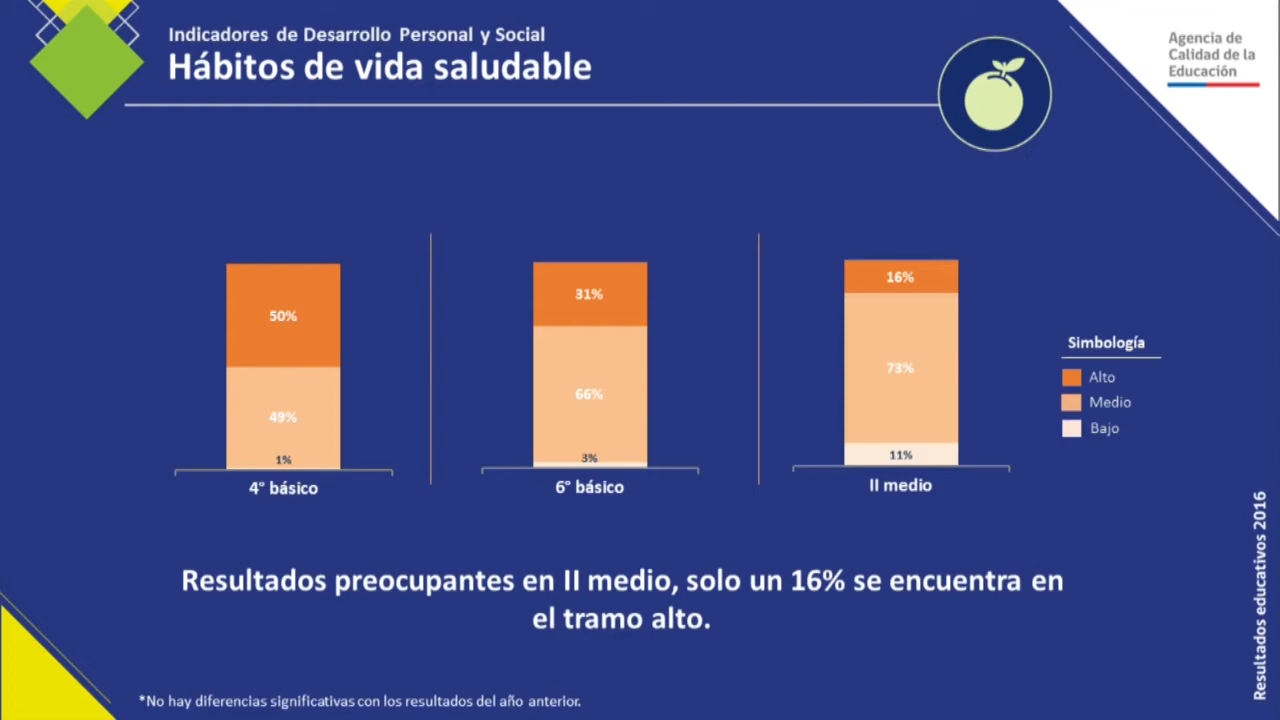 Indicadores de Desarrollo Personal y Social
Hábitos de vida saludable
Agencia de
Calidad de la
Educación
50%
49%
1%
4° básico
31%
66%
3%
6° básico
16%
73%
11%
II medio
Simbología
Alto
Medio
Bajo
Resultados preocupantes en II medio, solo un 16% se encuentra en
el tramo alto.
*No hay diferencias significativas con los resultados del año anterior.
Resultados educativos 2016